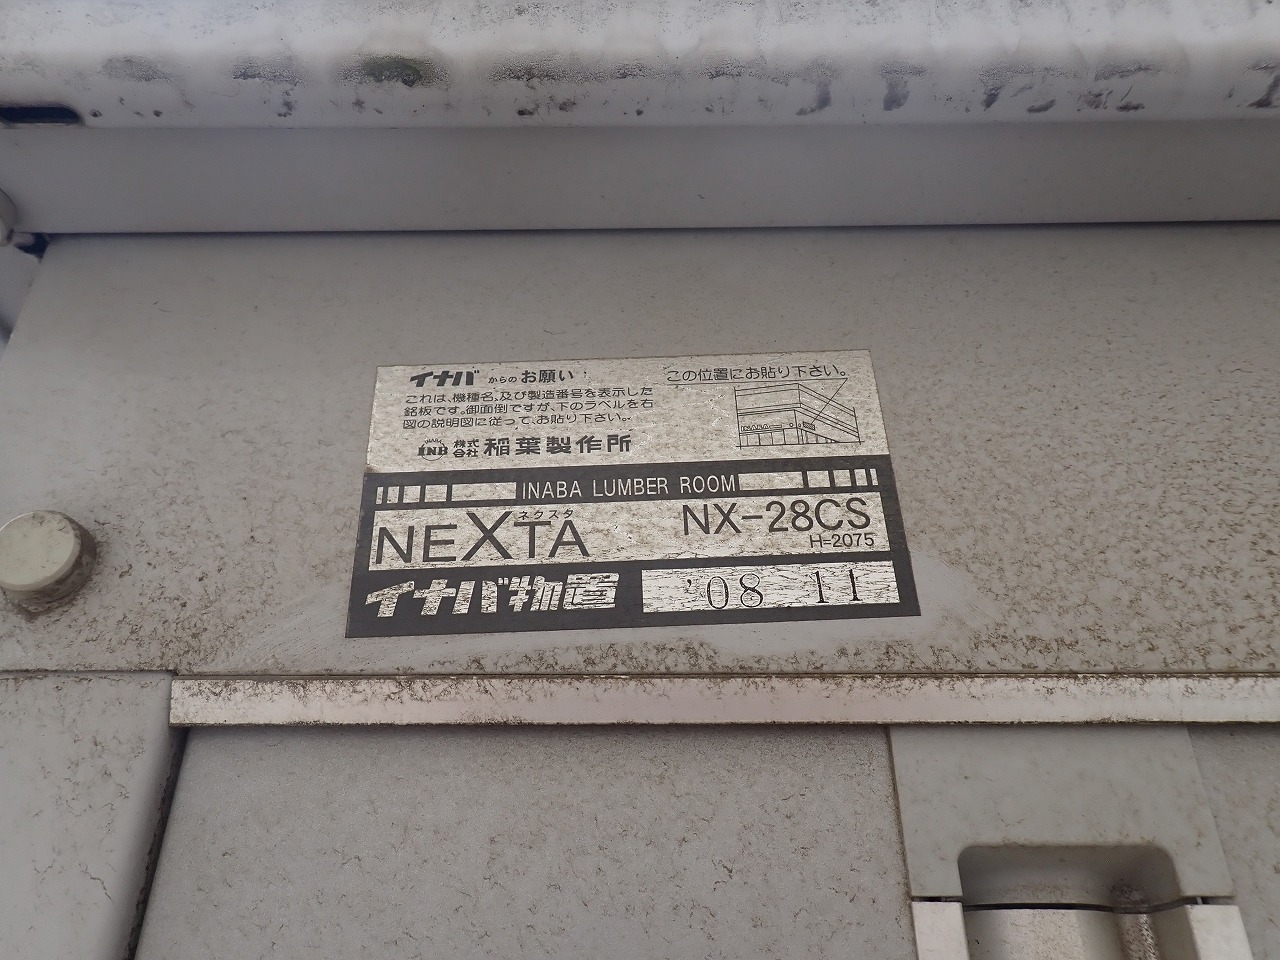 イナバ からの お願い
これは、機種名、及び製造番号を表示した
銘板です。御面倒ですが、下のラベルを右
図の説明図に従って、お貼り下さい。
INB 株式会社 稲葉製作所
この位置にお貼り下さい。
INABA LUMBER ROOM
ネクスタ
NEXTA
NX-28CS
H=2075
イナバ物置
'08 11